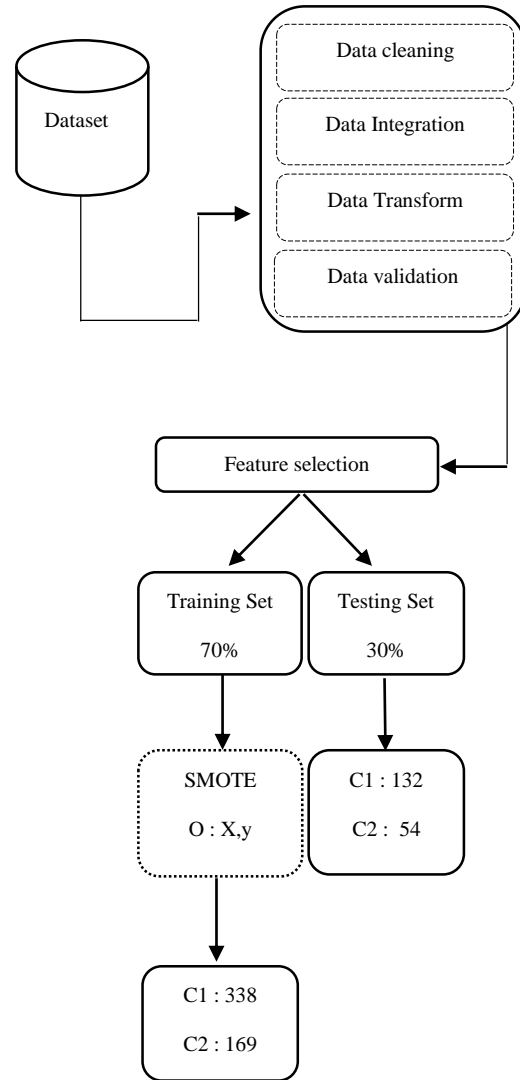 Dataset
Data cleaning
Data Integration
Data Transform
Data validation
Feature selection
Training Set
70%
Testing Set
30%
SMOTE
O : X,y
C1 : 132
C2 : 54
C1 : 338
C2 : 169